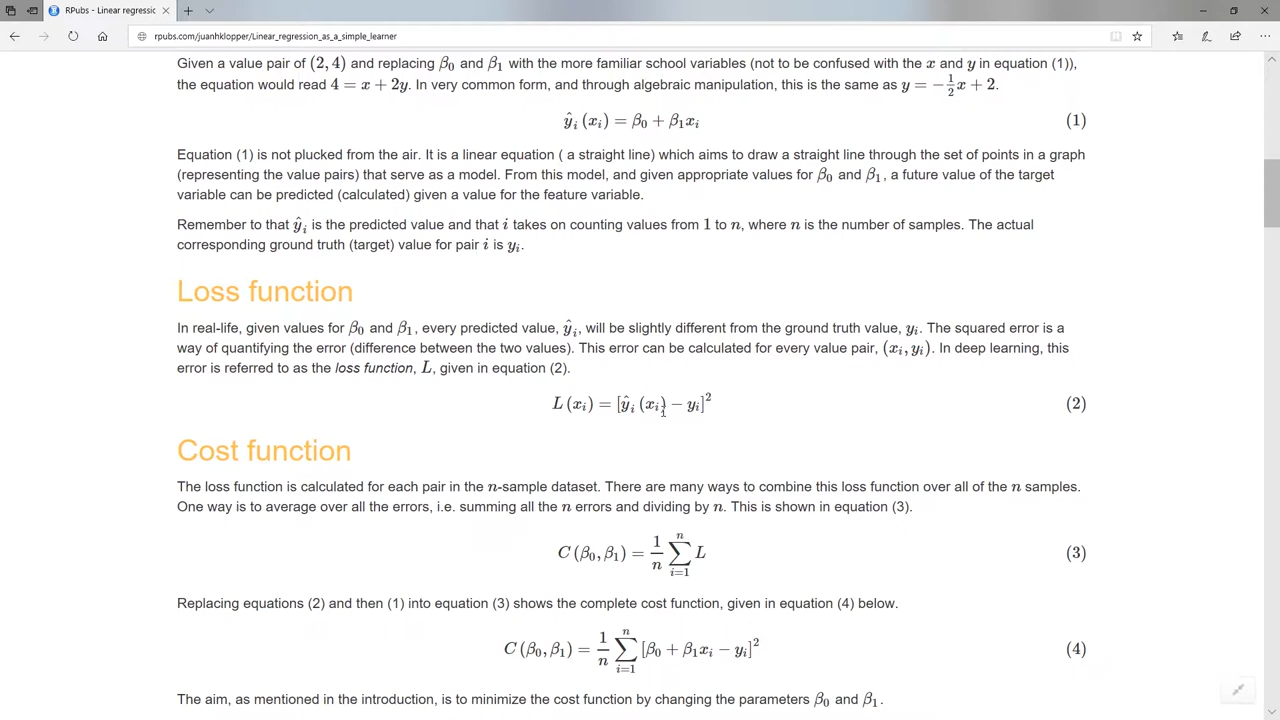 RPubs - Linear regressic
rpubs.com/juanhklopper/Linear_regression_as_a_simple_learner
Given a value pair of (2, 4) and replacing β₀ and β₁ with the more familiar school variables (not to be confused with the x and y in equation (1)),
the equation would read 4 = x + 2y. In very common form, and through algebraic manipulation, this is the same as y = −½x + 2.
ŷᵢ (xᵢ) = β₀ + β₁xᵢ (1)
Equation (1) is not plucked from the air. It is a linear equation ( a straight line) which aims to draw a straight line through the set of points in a graph
(representing the value pairs) that serve as a model. From this model, and given appropriate values for β₀ and β₁, a future value of the target
variable can be predicted (calculated) given a value for the feature variable.
Remember to that ŷᵢ is the predicted value and that i takes on counting values from 1 to n, where n is the number of samples. The actual
corresponding ground truth (target) value for pair i is yᵢ.
Loss function
In real-life, given values for β₀ and β₁, every predicted value, ŷᵢ, will be slightly different from the ground truth value, yᵢ. The squared error is a
way of quantifying the error (difference between the two values). This error can be calculated for every value pair, (xᵢ, yᵢ). In deep learning, this
error is referred to as the loss function, L, given in equation (2).
L (xᵢ) = [ŷᵢ (xᵢ) − yᵢ]² (2)
Cost function
The loss function is calculated for each pair in the n-sample dataset. There are many ways to combine this loss function over all of the n samples.
One way is to average over all the errors, i.e. summing all the n errors and dividing by n. This is shown in equation (3).
C (β₀, β₁) = 1/n ∑ᵢ₌₁ⁿ L (3)
Replacing equations (2) and then (1) into equation (3) shows the complete cost function, given in equation (4) below.
C (β₀, β₁) = 1/n ∑ᵢ₌₁ⁿ [β₀ + β₁xᵢ − yᵢ]² (4)
The aim, as mentioned in the introduction, is to minimize the cost function by changing the parameters β₀ and β₁.